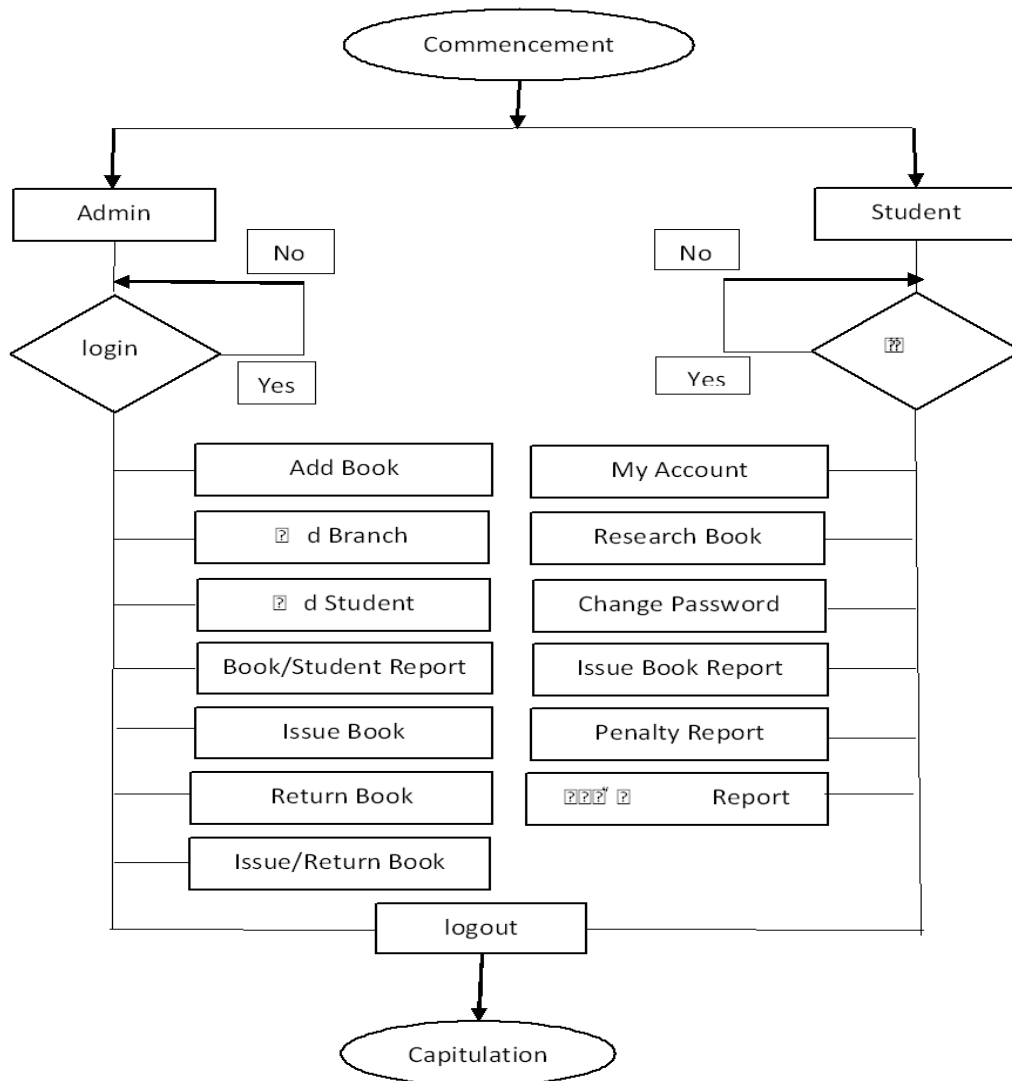 Commencement
Admin
Student
No
No
login
Yes
Yes
Add Book
My Account
d Branch
Research Book
d Student
Change Password
Book/Student Report
Issue Book Report
Issue Book
Penalty Report
Return Book
Report
Issue/Return Book
logout
Capitulation